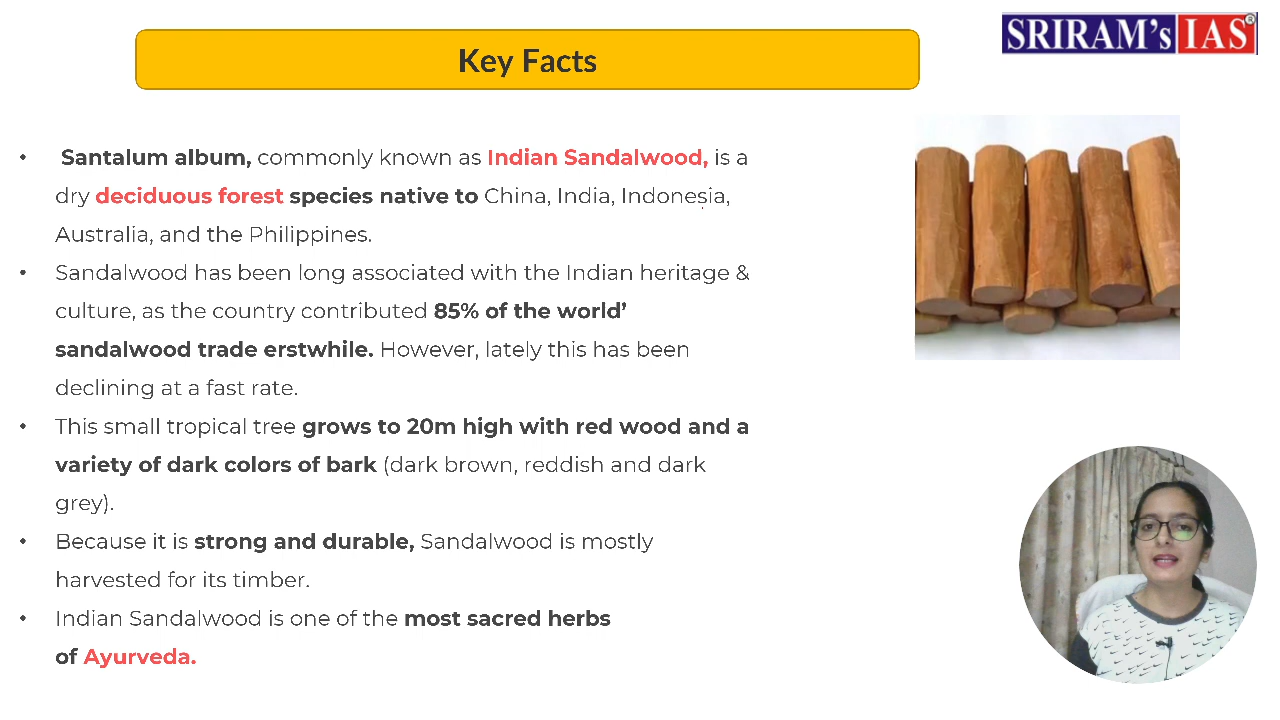 SRIRAM's IAS ®
Key Facts
• Santalum album, commonly known as Indian Sandalwood, is a
dry deciduous forest species native to China, India, Indonesia,
Australia, and the Philippines.
• Sandalwood has been long associated with the Indian heritage &
culture, as the country contributed 85% of the world’
sandalwood trade erstwhile. However, lately this has been
declining at a fast rate.
• This small tropical tree grows to 20m high with red wood and a
variety of dark colors of bark (dark brown, reddish and dark
grey).
• Because it is strong and durable, Sandalwood is mostly
harvested for its timber.
• Indian Sandalwood is one of the most sacred herbs
of Ayurveda.